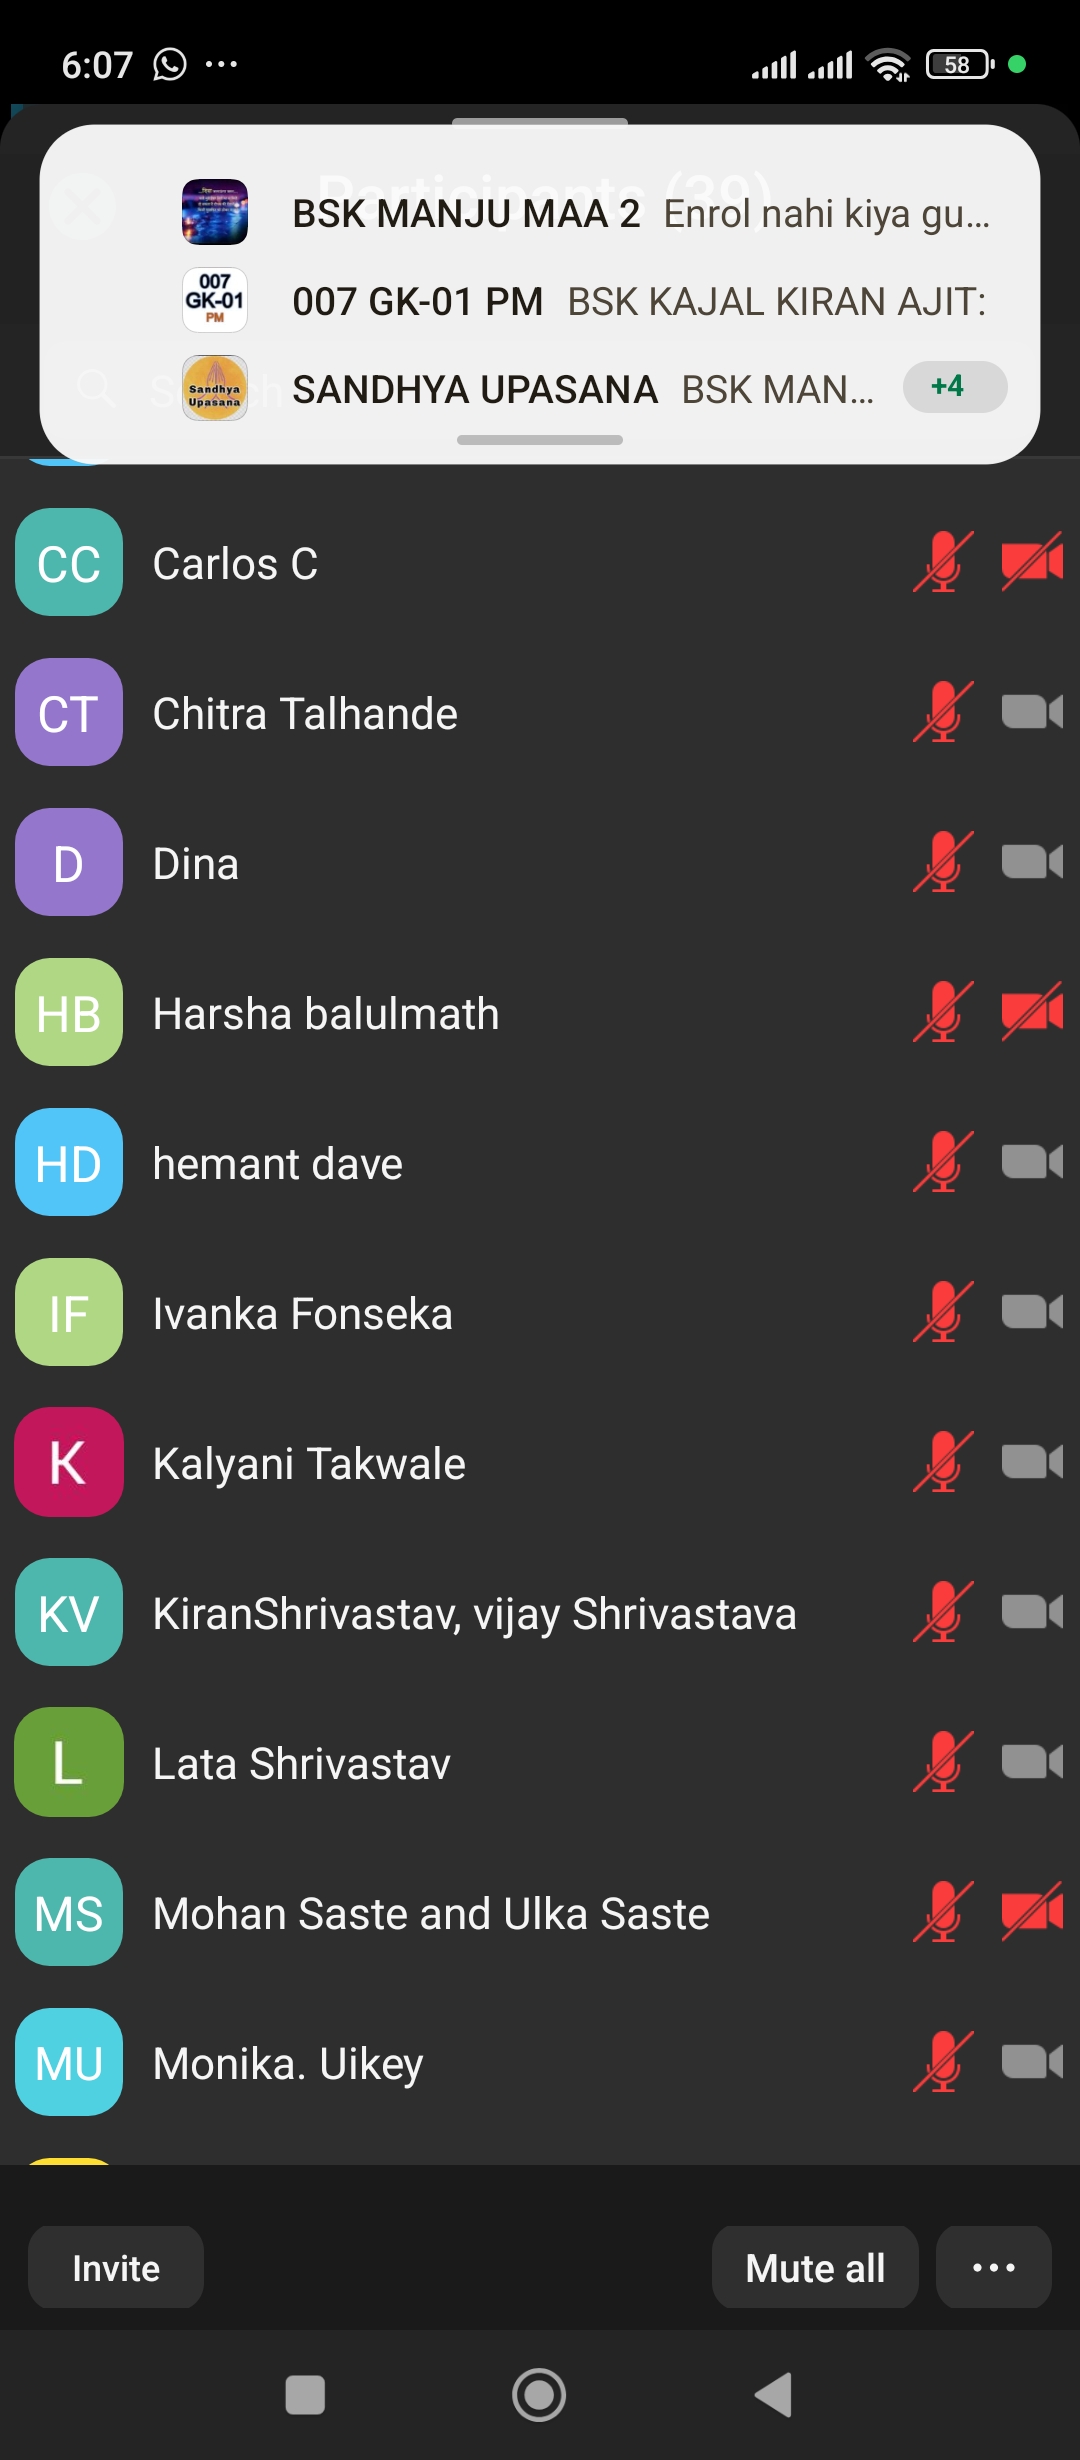 6:07
58
Participants (39)
BSK MANJU MAA 2 Enrol nahi kiya gu...
007
GK-01
PM
007 GK-01 PM BSK KAJAL KIRAN AJIT:
Sandhya
Upasana
SANDHYA UPASANA BSK MAN...
+4
Search
CC
Carlos C
CT
Chitra Talhande
D
Dina
HB
Harsha balulmath
HD
hemant dave
IF
Ivanka Fonseka
K
Kalyani Takwale
KV
KiranShrivastav, vijay Shrivastava
L
Lata Shrivastav
MS
Mohan Saste and Ulka Saste
MU
Monika. Uikey
Invite
Mute all